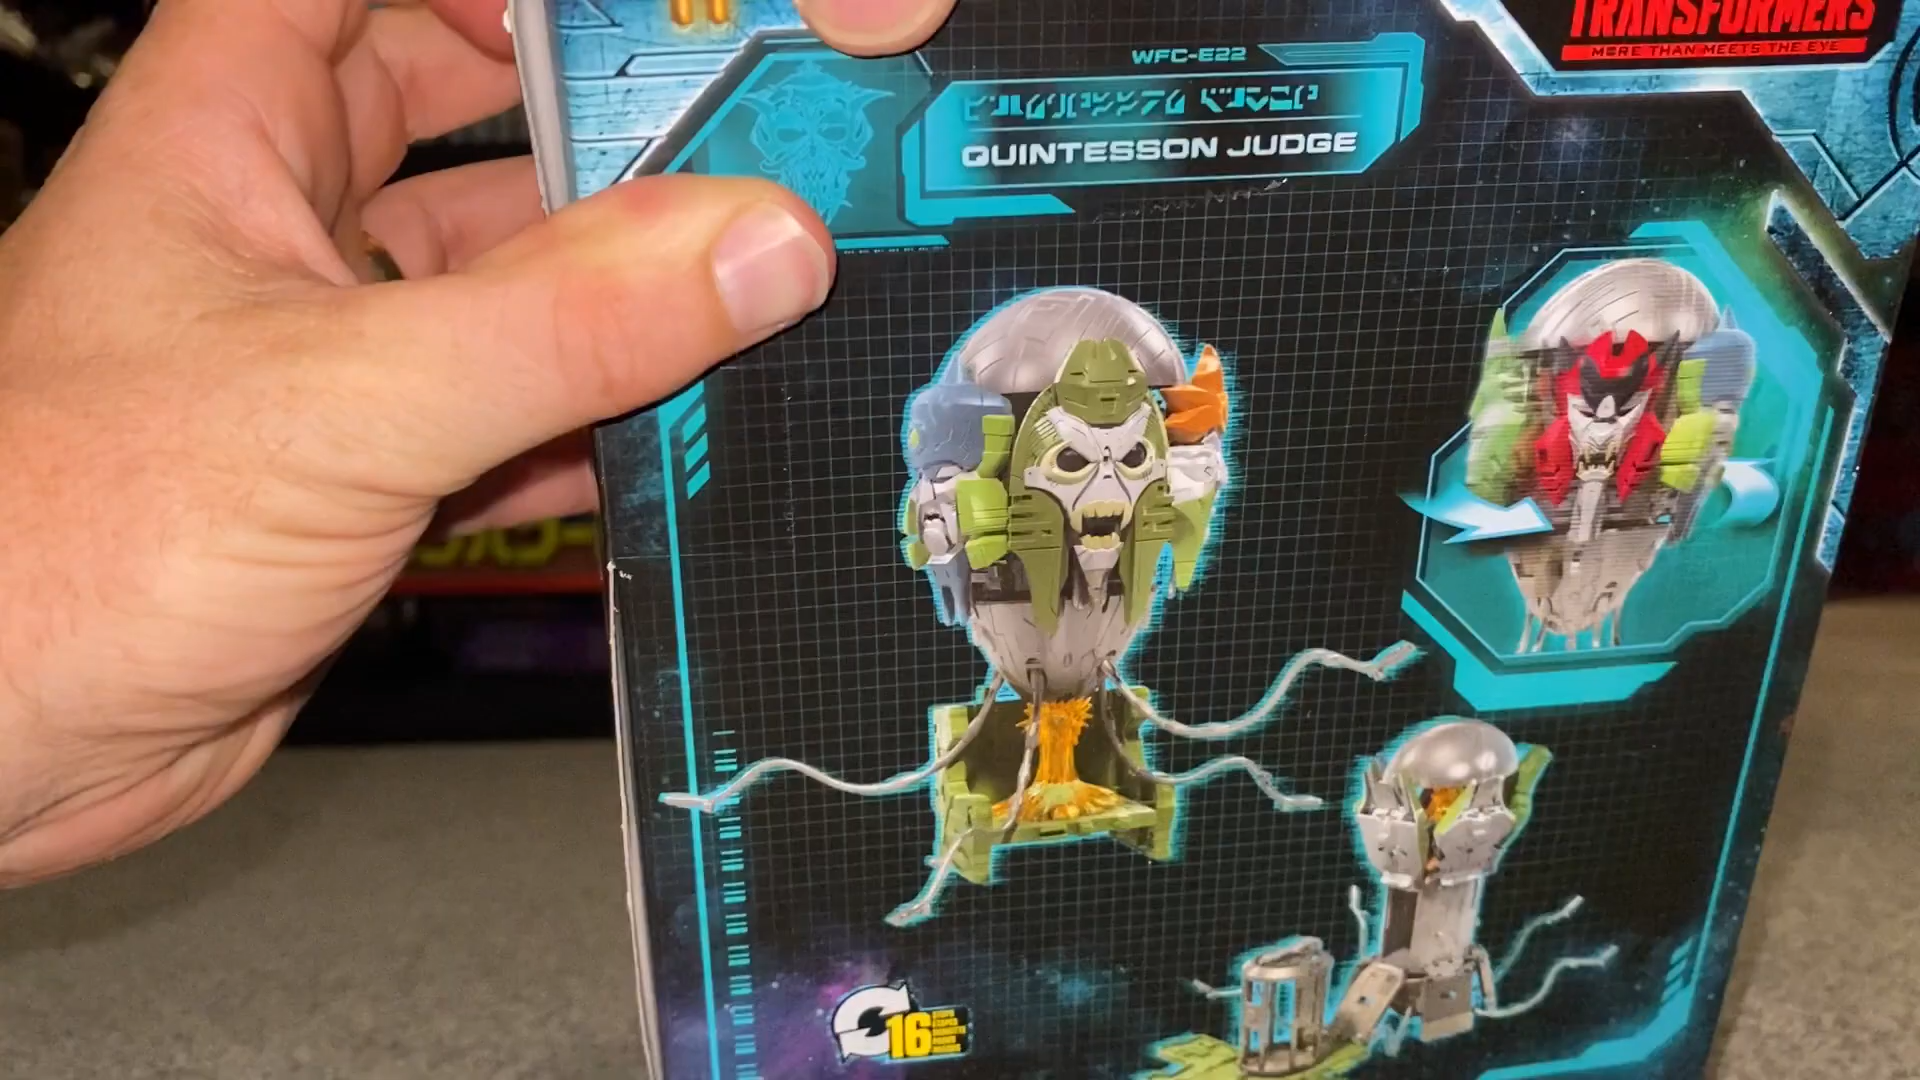 TRANSFORMERS
MORE THAN MEETS THE EYE
WFC-E22
QUINTESSON JUDGE
16